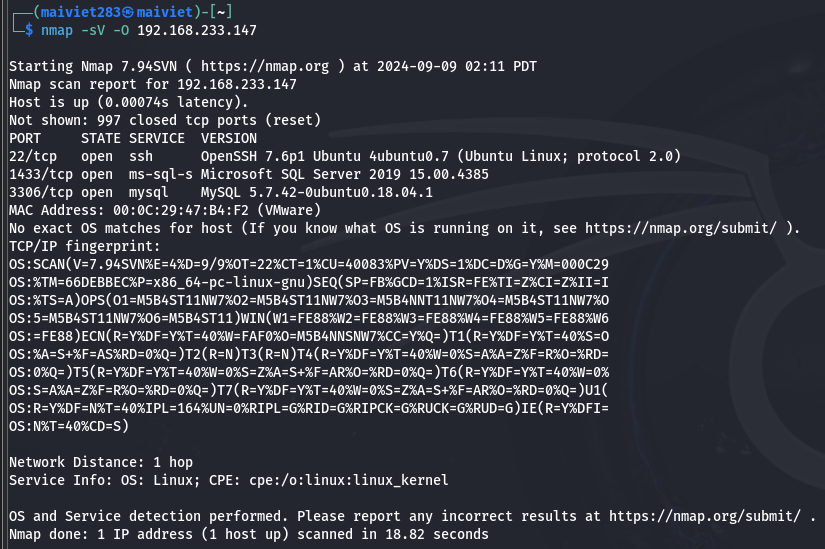 ┌──(maiviet283㉿maiviet)-[~]
└─$ nmap -sV -O 192.168.233.147
Starting Nmap 7.94SVN ( https://nmap.org ) at 2024-09-09 02:11 PDT
Nmap scan report for 192.168.233.147
Host is up (0.00074s latency).
Not shown: 997 closed tcp ports (reset)
PORT     STATE SERVICE  VERSION
22/tcp   open  ssh      OpenSSH 7.6p1 Ubuntu 4ubuntu0.7 (Ubuntu Linux; protocol 2.0)
1433/tcp open  ms-sql-s Microsoft SQL Server 2019 15.00.4385
3306/tcp open  mysql    MySQL 5.7.42-0ubuntu0.18.04.1
MAC Address: 00:0C:29:47:B4:F2 (VMware)
No exact OS matches for host (If you know what OS is running on it, see https://nmap.org/submit/ ).
TCP/IP fingerprint:
OS:SCAN(V=7.94SVN%E=4%D=9/9%OT=22%CT=1%CU=40083%PV=Y%DS=1%DC=D%G=Y%M=000C29
OS:%TM=66DEBBEC%P=x86_64-pc-linux-gnu)SEQ(SP=FB%GCD=1%ISR=FE%TI=Z%CI=Z%II=I
OS:%TS=A)OPS(O1=M5B4ST11NW7%O2=M5B4ST11NW7%O3=M5B4NNT11NW7%O4=M5B4ST11NW7%O
OS:5=M5B4ST11NW7%O6=M5B4ST11)WIN(W1=FE88%W2=FE88%W3=FE88%W4=FE88%W5=FE88%W6
OS:=FE88)ECN(R=Y%DF=Y%T=40%W=FAF0%O=M5B4NNSNW7%CC=Y%Q=)T1(R=Y%DF=Y%T=40%S=O
OS:%A=S+%F=AS%RD=0%Q=)T2(R=N)T3(R=N)T4(R=Y%DF=Y%T=40%W=0%S=A%A=Z%F=R%O=%RD=
OS:0%Q=)T5(R=Y%DF=Y%T=40%W=0%S=Z%A=S+%F=AR%O=%RD=0%Q=)T6(R=Y%DF=Y%T=40%W=0%
OS:S=A%A=Z%F=R%O=%RD=0%Q=)T7(R=Y%DF=Y%T=40%W=0%S=Z%A=S+%F=AR%O=%RD=0%Q=)U1(
OS:R=Y%DF=N%T=40%IPL=164%UN=0%RIPL=G%RID=G%RIPCK=G%RUCK=G%RUD=G)IE(R=Y%DFI=
OS:N%T=40%CD=S)
Network Distance: 1 hop
Service Info: OS: Linux; CPE: cpe:/o:linux:linux_kernel
OS and Service detection performed. Please report any incorrect results at https://nmap.org/submit/ .
Nmap done: 1 IP address (1 host up) scanned in 18.82 seconds